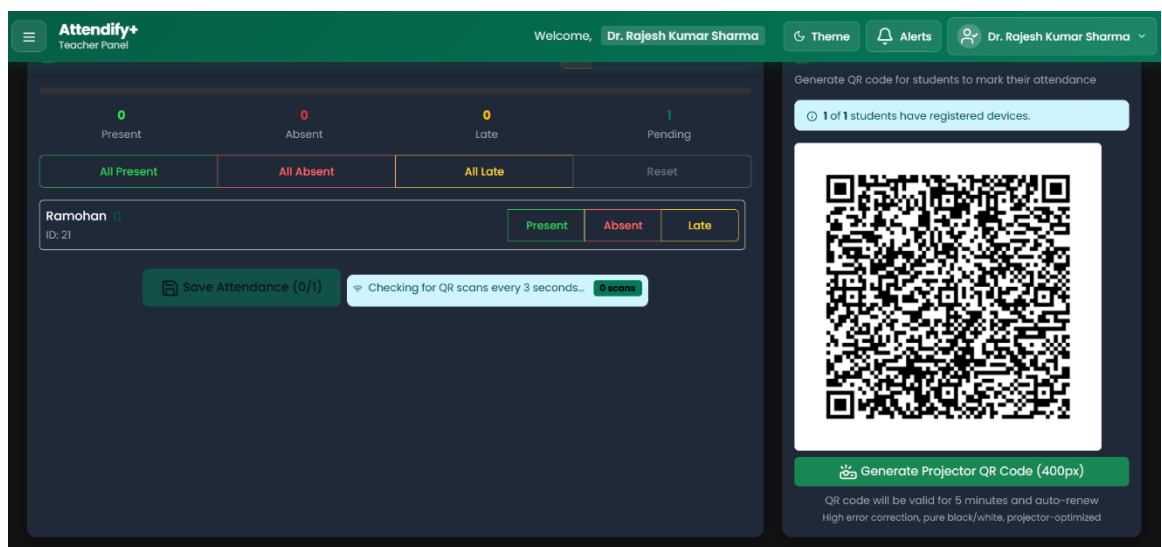 Attendify+
Teacher Panel
Welcome, Dr. Rajesh Kumar Sharma
Theme
Alerts
Dr. Rajesh Kumar Sharma
0
Present
0
Absent
0
Late
1
Pending
All Present
All Absent
All Late
Reset
Ramohan
ID: 21
Present
Absent
Late
Save Attendance (0/1)
Checking for QR scans every 3 seconds... 0 scans
Generate QR code for students to mark their attendance
1 of 1 students have registered devices.
Generate Projector QR Code (400px)
QR code will be valid for 5 minutes and auto-renew
High error correction, pure black/white, projector-optimized